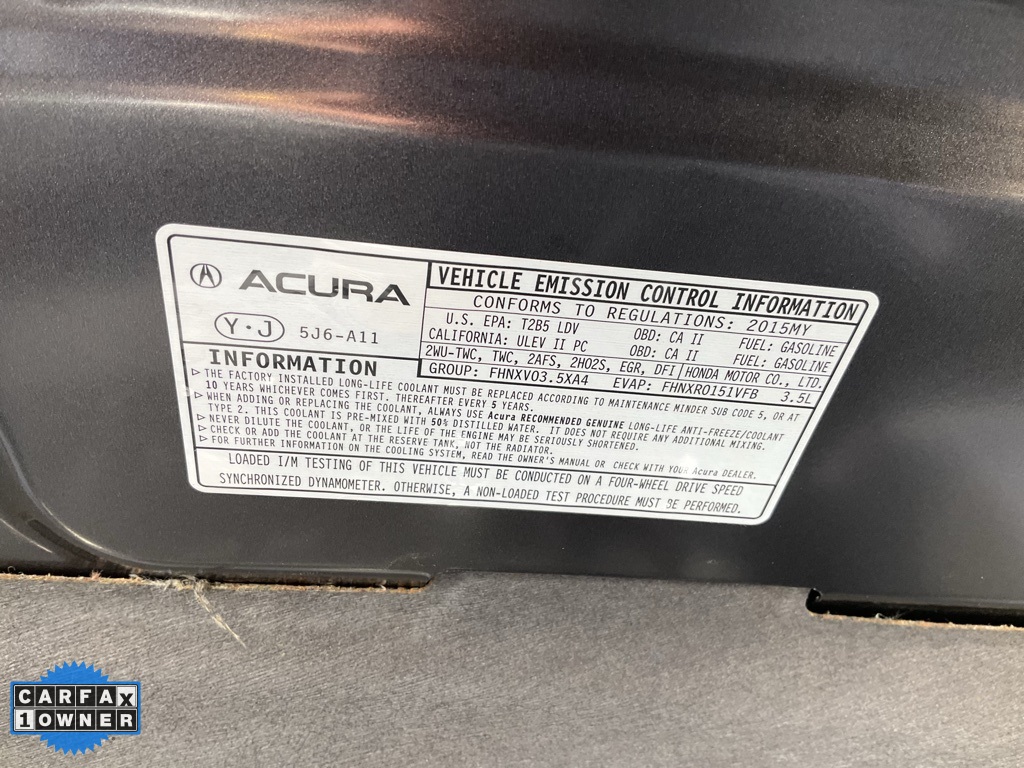 ACURA
Y·J 5J6-A11
VEHICLE EMISSION CONTROL INFORMATION
CONFORMS TO REGULATIONS: 2015MY
U.S. EPA: T2B5 LDV OBD: CA II FUEL: GASOLINE
CALIFORNIA: ULEV II PC OBD: CA II FUEL: GASOLINE
2WU-TWC, TWC, 2AFS, 2HO2S, EGR, DFI HONDA MOTOR CO., LTD.
GROUP: FHNXV03.5XA4 EVAP: FHNXR0151VFB 3.5L
INFORMATION
▷ THE FACTORY INSTALLED LONG-LIFE COOLANT MUST BE REPLACED ACCORDING TO MAINTENANCE MINDER SUB CODE 5, OR AT
10 YEARS WHICHEVER COMES FIRST. THEREAFTER EVERY 5 YEARS.
▷ WHEN ADDING OR REPLACING THE COOLANT, ALWAYS USE Acura RECOMMENDED GENUINE LONG-LIFE ANTI-FREEZE/COOLANT
TYPE 2. THIS COOLANT IS PRE-MIXED WITH 50% DISTILLED WATER. IT DOES NOT REQUIRE ANY ADDITIONAL MIXING.
▷ NEVER DILUTE THE COOLANT, OR THE LIFE OF THE ENGINE MAY BE SERIOUSLY SHORTENED.
▷ CHECK OR ADD THE COOLANT AT THE RESERVE TANK, NOT THE RADIATOR.
▷ FOR FURTHER INFORMATION ON THE COOLING SYSTEM, READ THE OWNER'S MANUAL OR CHECK WITH YOUR Acura DEALER.
LOADED I/M TESTING OF THIS VEHICLE MUST BE CONDUCTED ON A FOUR-WHEEL DRIVE SPEED
SYNCHRONIZED DYNAMOMETER. OTHERWISE, A NON-LOADED TEST PROCEDURE MUST BE PERFORMED.
CARFAX
1 OWNER